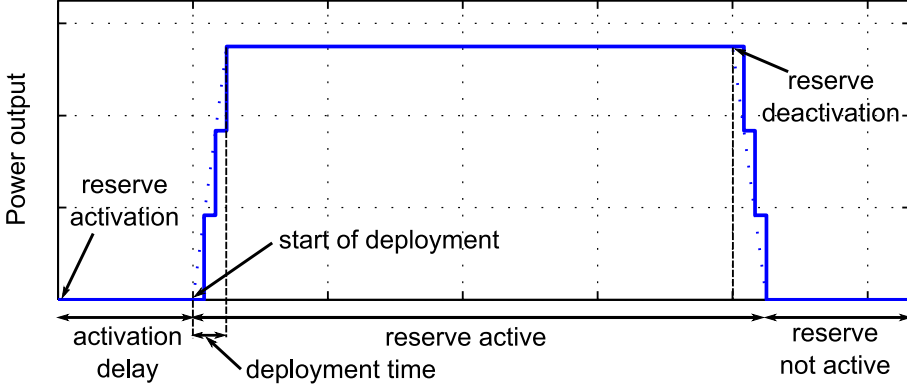 Power output
reserve
activation
start of deployment
reserve
deactivation
activation
delay
deployment time
reserve active
reserve
not active